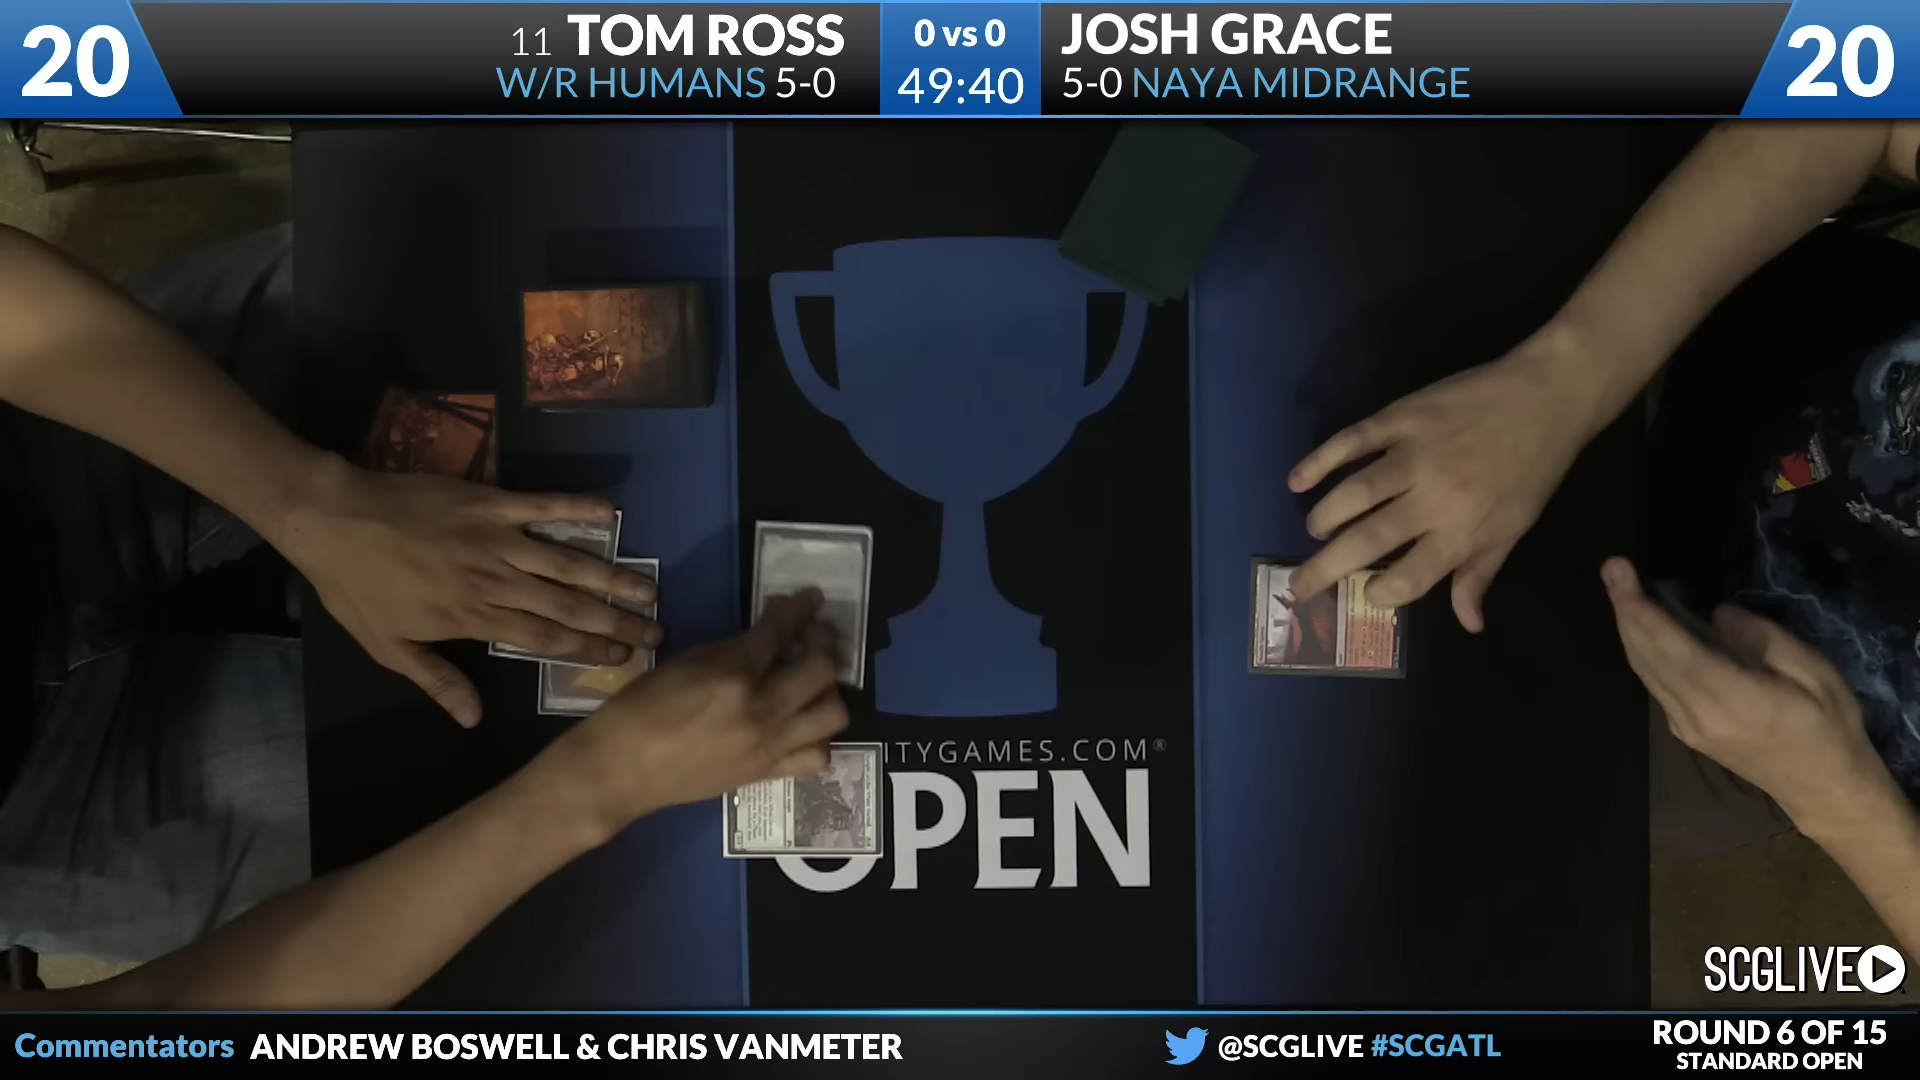 20
11 TOM ROSS
W/R HUMANS 5-0
0 vs 0
49:40
JOSH GRACE
5-0 NAYA MIDRANGE
20
ITYGAMES.COM®
OPEN
SCGLIVE
Commentators ANDREW BOSWELL & CHRIS VANMETER
@SCGLIVE #SCGATL
ROUND 6 OF 15
STANDARD OPEN